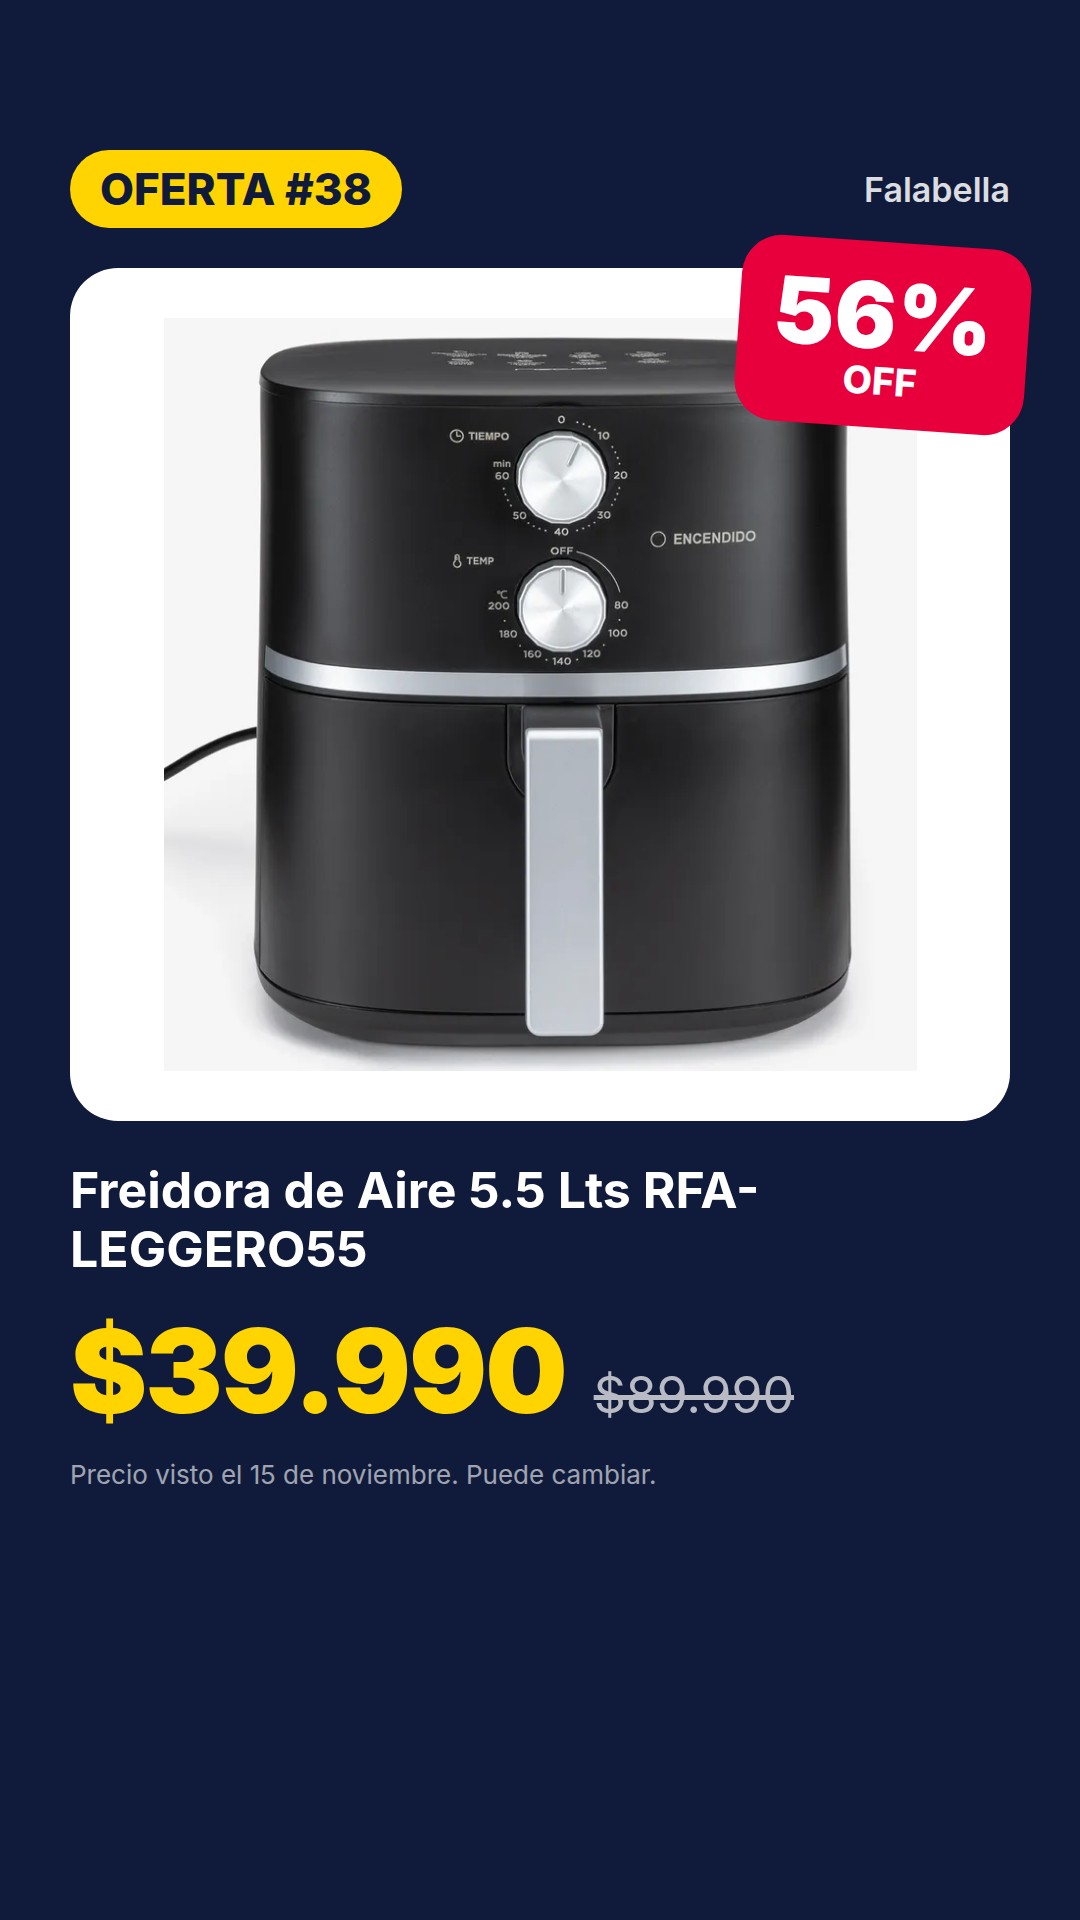 OFERTA #38
Falabella
56%
OFF
TIEMPO
0
10
20
30
40
50
min
60
ENCENDIDO
TEMP
OFF
80
100
120
140
160
180
°C
200
Freidora de Aire 5.5 Lts RFA-
LEGGERO55
$39.990 $89.990
Precio visto el 15 de noviembre. Puede cambiar.